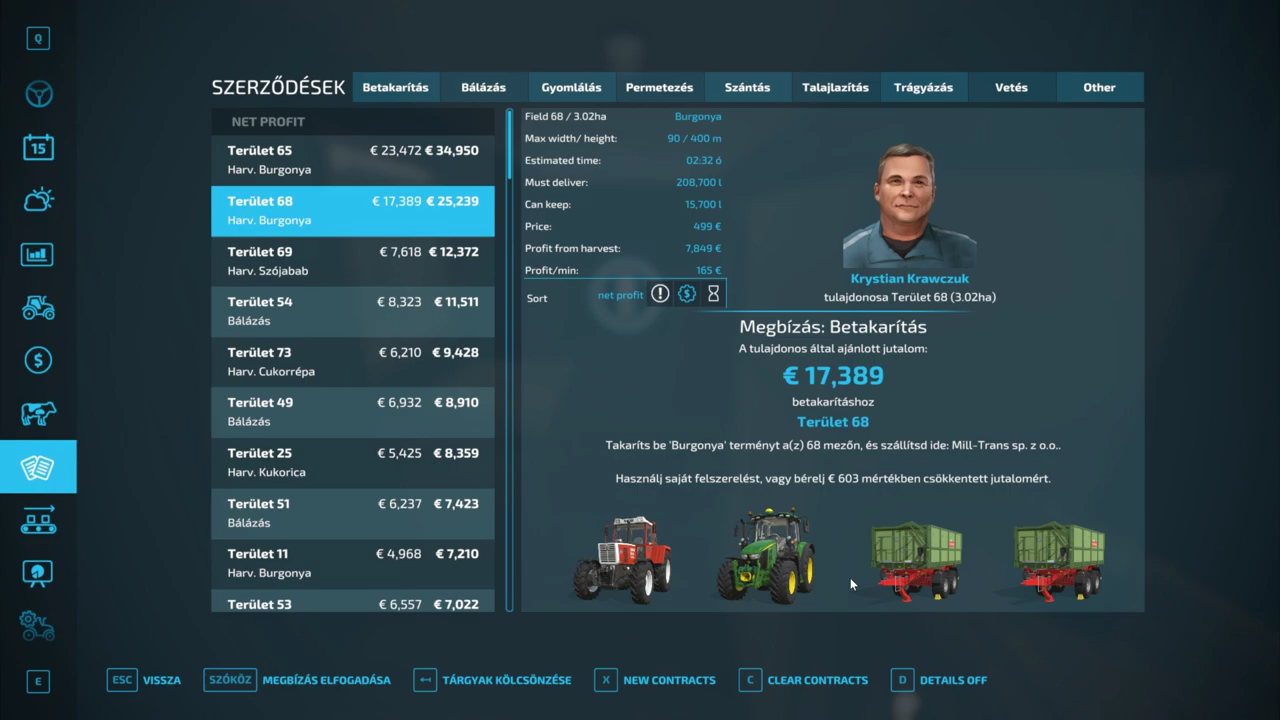 Q
SZERZŐDÉSEK
Betakarítás
Bálázás
Gyomlálás
Permetezés
Szántás
Talajlazítás
Trágyázás
Vetés
Other
15
NET PROFIT
Terület 65 € 23,472 € 34,950
Harv. Burgonya
Terület 68 € 17,389 € 25,239
Harv. Burgonya
Terület 69 € 7,618 € 12,372
Harv. Szójabab
Terület 54 € 8,323 € 11,511
Bálázás
Terület 73 € 6,210 € 9,428
Harv. Cukorrépa
Terület 49 € 6,932 € 8,910
Bálázás
Terület 25 € 5,425 € 8,359
Harv. Kukorica
Terület 51 € 6,237 € 7,423
Bálázás
Terület 11 € 4,968 € 7,210
Harv. Burgonya
Terület 53 € 6,557 € 7,022
Field 68 / 3.02ha Burgonya
Max width/ height: 90 / 400 m
Estimated time: 02:32 ó
Must deliver: 208,700 l
Can keep: 15,700 l
Price: 499 €
Profit from harvest: 7,849 €
Profit/min: 165 €
Sort net profit
Krystian Krawczuk
tulajdonosa Terület 68 (3.02ha)
Megbízás: Betakarítás
A tulajdonos által ajánlott jutalom:
€ 17,389
betakarításhoz
Terület 68
Takaríts be 'Burgonya' terményt a(z) 68 mezőn, és szállítsd ide: Mill-Trans sp. z o.o..
Használj saját felszerelést, vagy bérelj € 603 mértékben csökkentett jutalomért.
E
ESC VISSZA
SZÓKÖZ MEGBÍZÁS ELFOGADÁSA
TÁRGYAK KÖLCSÖNZÉSE
X NEW CONTRACTS
C CLEAR CONTRACTS
D DETAILS OFF